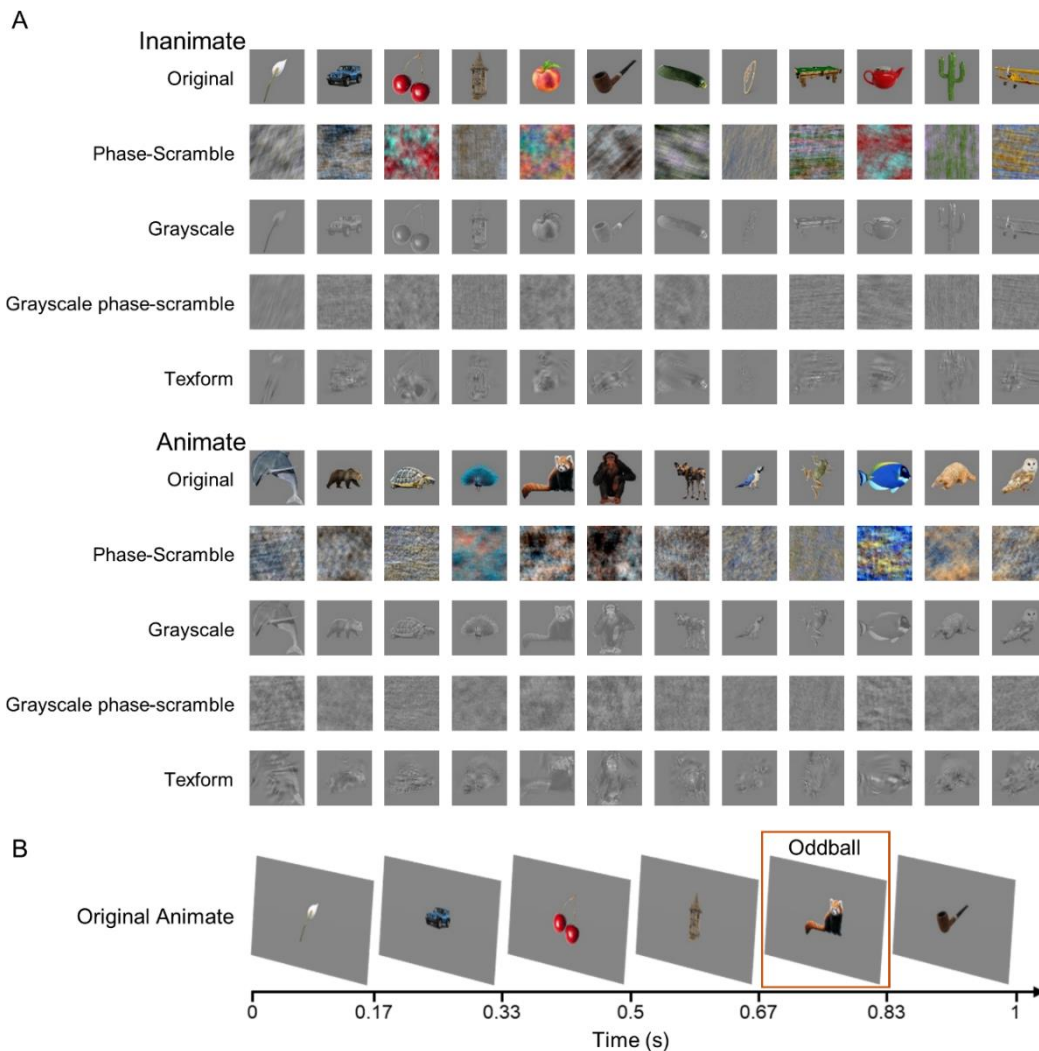 A
Inanimate
Original
Phase-Scramble
Grayscale
Grayscale phase-scramble
Texform
Animate
Original
Phase-Scramble
Grayscale
Grayscale phase-scramble
Texform
B
Oddball
Original Animate
0 0.17 0.33 0.5 0.67 0.83 1
Time (s)